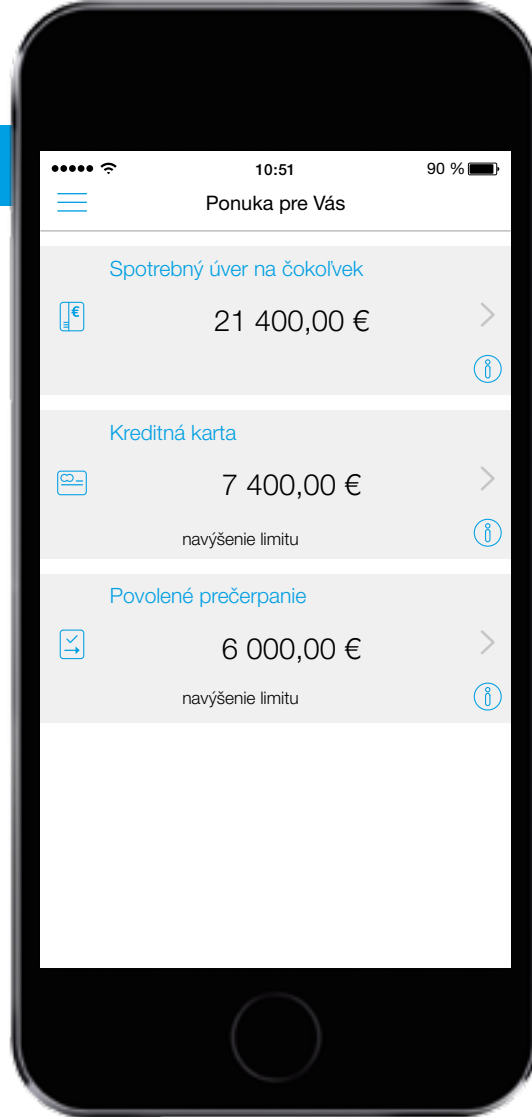 10:51
90 %
Ponuka pre Vás
Spotrebný úver na čokoľvek
€
21 400,00 €
Kreditná karta
7 400,00 €
navýšenie limitu
Povolené prečerpanie
6 000,00 €
navýšenie limitu